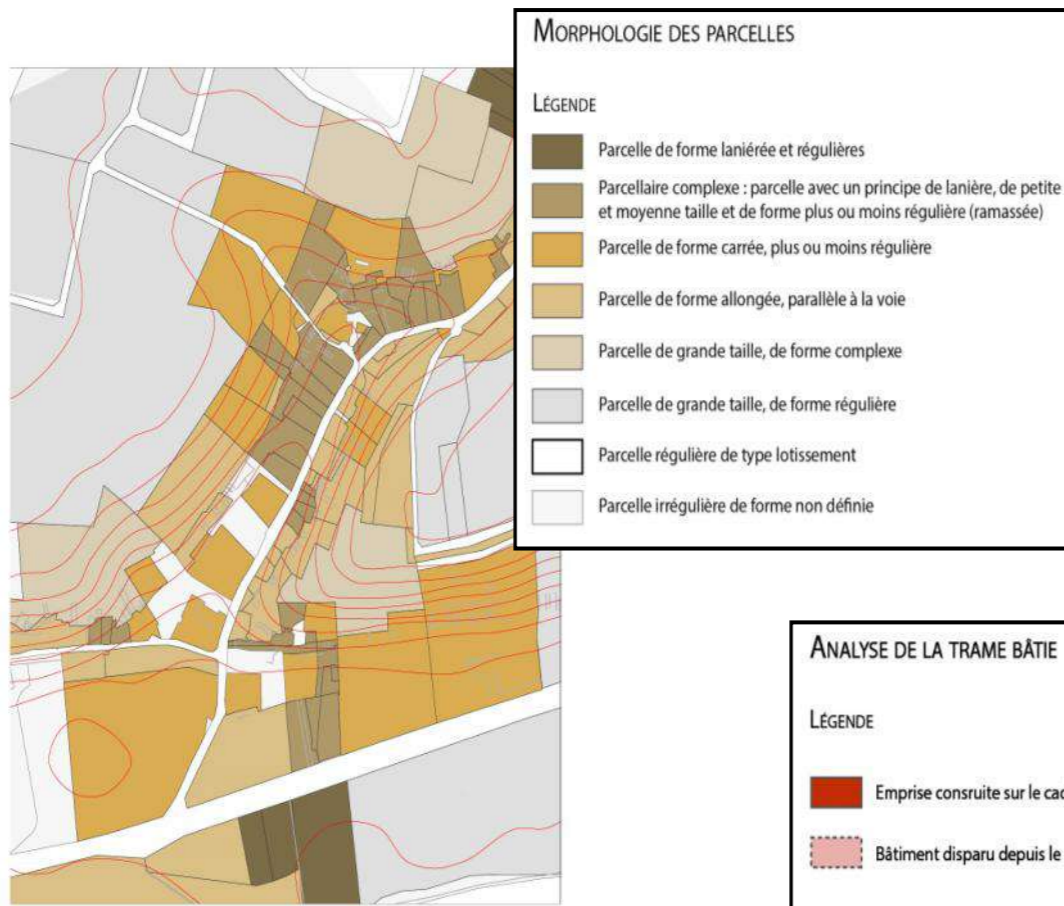 MORPHOLOGIE DES PARCELLES
LÉGENDE
Parcelle de forme laniérée et régulières
Parcellaire complexe : parcelle avec un principe de lanière, de petite
et moyenne taille et de forme plus ou moins régulière (ramassée)
Parcelle de forme carrée, plus ou moins régulière
Parcelle de forme allongée, parallèle à la voie
Parcelle de grande taille, de forme complexe
Parcelle de grande taille, de forme régulière
Parcelle régulière de type lotissement
Parcelle irrégulière de forme non définie
ANALYSE DE LA TRAME BÂTIE
LÉGENDE
Emprise consruite sur le
Bâtiment disparu depuis le